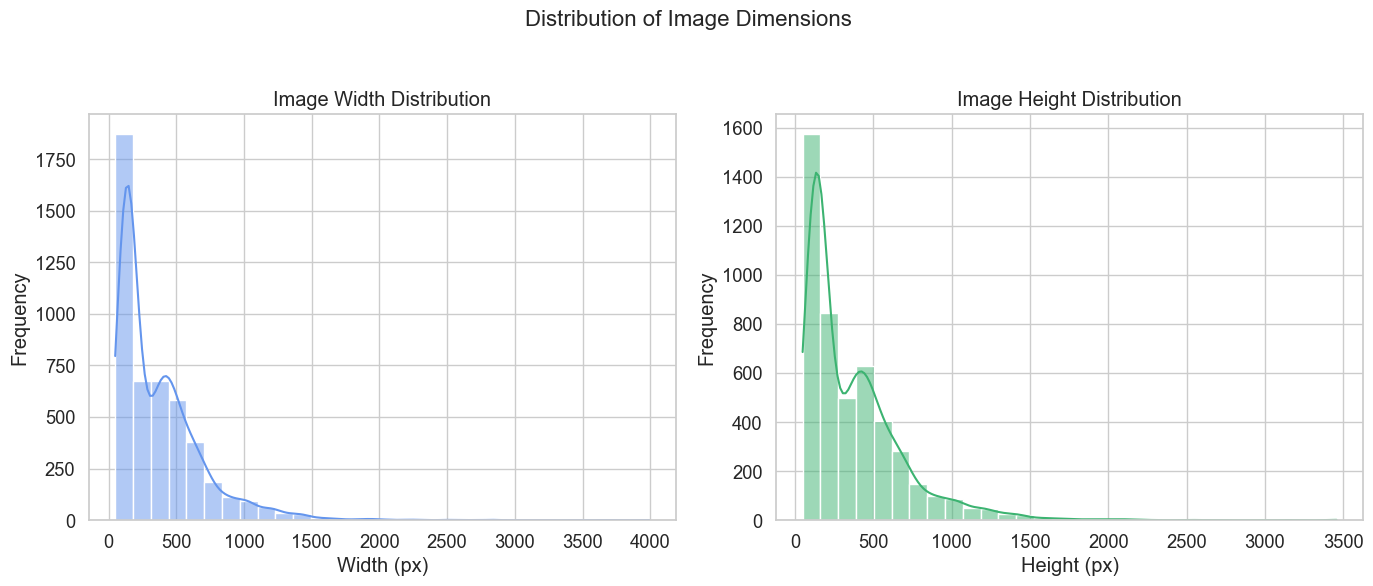 Distribution of Image Dimensions
Image Width Distribution
1750
1500
1250
1000
750
500
250
0
Frequency
0 500 1000 1500 2000 2500 3000 3500 4000
Width (px)
Image Height Distribution
1600
1400
1200
1000
800
600
400
200
0
Frequency
0 500 1000 1500 2000 2500 3000 3500
Height (px)